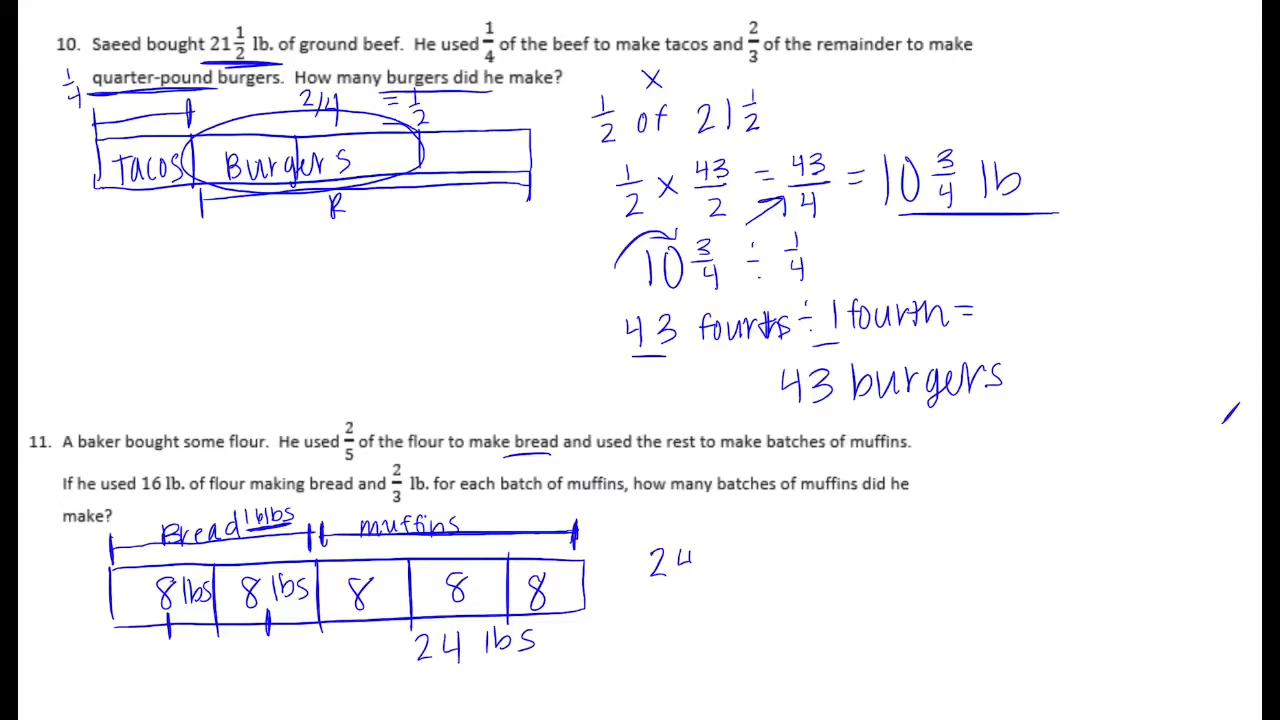 10. Saeed bought 21 1/2 lb. of ground beef. He used 1/4 of the beef to make tacos and 2/3 of the remainder to make
quarter-pound burgers. How many burgers did he make?
1/4
2/4 = 1/2
Tacos Burgers
R
x
1/2 of 21 1/2
1/2 x 43/2 = 43/4 = 10 3/4 lb
10 3/4 ÷ 1/4
43 fourths ÷ 1 fourth =
43 burgers
11. A baker bought some flour. He used 2/5 of the flour to make bread and used the rest to make batches of muffins.
If he used 16 lb. of flour making bread and 2/3 lb. for each batch of muffins, how many batches of muffins did he
make?
Bread 16lbs muffins
8 lbs 8 lbs 8 8 8
24 lbs
24